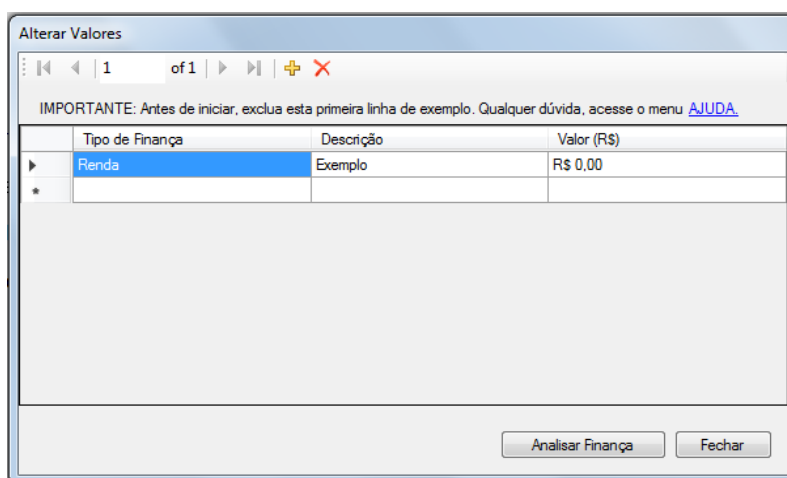 Alterar Valores
1 of 1
IMPORTANTE: Antes de iniciar, exclua esta primeira linha de exemplo. Qualquer dúvida, acesse o menu AJUDA.
Tipo de Finança Descrição Valor (R$)
Renda Exemplo R$ 0,00
Analisar Finança Fechar